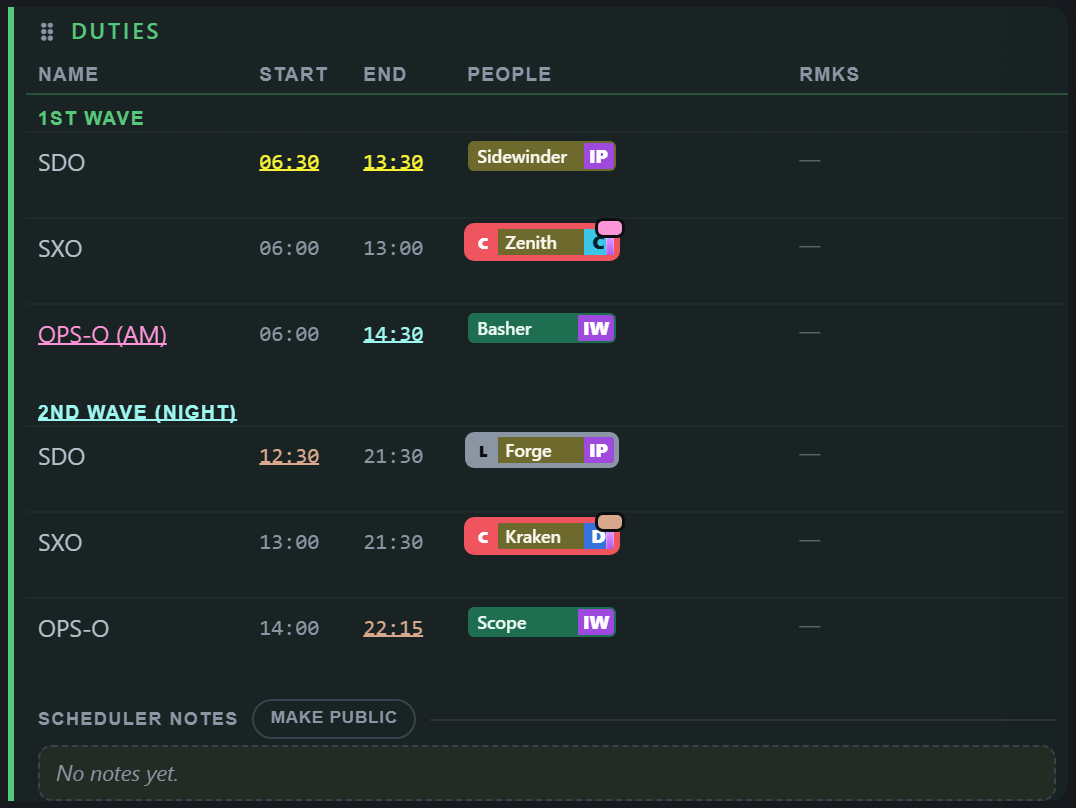 DUTIES
NAME START END PEOPLE RMKS
1ST WAVE
SDO 06:30 13:30 Sidewinder IP —
SXO 06:00 13:00 C Zenith C —
OPS-O (AM) 06:00 14:30 Basher IW —
2ND WAVE (NIGHT)
SDO 12:30 21:30 L Forge IP —
SXO 13:00 21:30 C Kraken D —
OPS-O 14:00 22:15 Scope IW —
SCHEDULER NOTES MAKE PUBLIC
No notes yet.